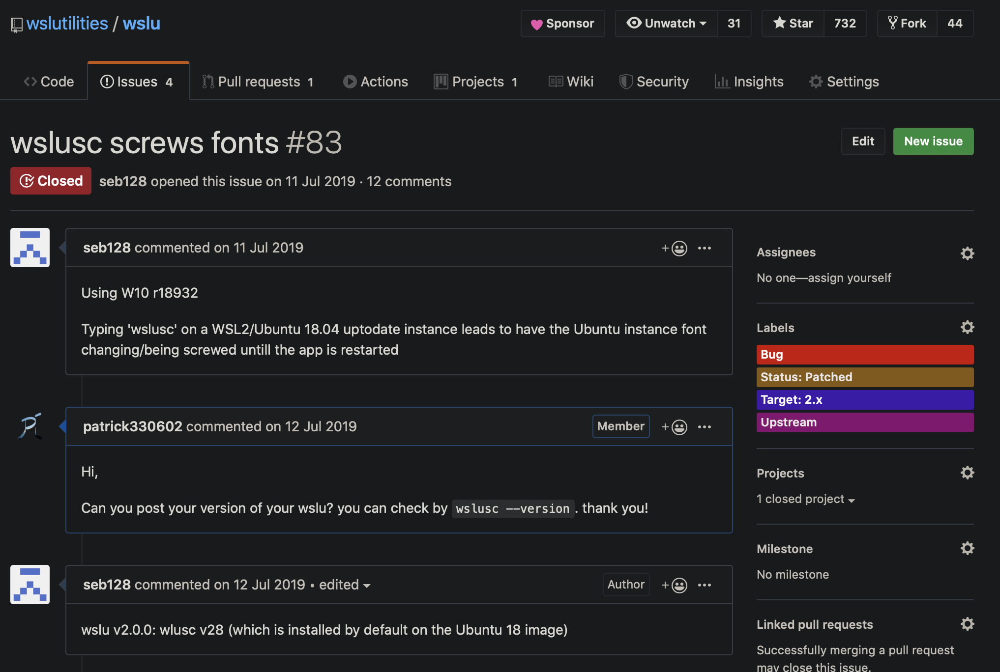 wslutilities / wslu
Sponsor
Unwatch 31
Star 732
Fork 44
Code
Issues 4
Pull requests 1
Actions
Projects 1
Wiki
Security
Insights
Settings
wslusc screws fonts #83
Edit
New issue
Closed
seb128 opened this issue on 11 Jul 2019 · 12 comments
seb128 commented on 11 Jul 2019
Using W10 r18932
Typing 'wslusc' on a WSL2/Ubuntu 18.04 uptodate instance leads to have the Ubuntu instance font
changing/being screwed untill the app is restarted
patrick330602 commented on 12 Jul 2019
Member
Hi,
Can you post your version of your wslu? you can check by wslusc --version. thank you!
seb128 commented on 12 Jul 2019 • edited
Author
wslu v2.0.0: wlusc v28 (which is installed by default on the Ubuntu 18 image)
Assignees
No one—assign yourself
Labels
Bug
Status: Patched
Target: 2.x
Upstream
Projects
1 closed project
Milestone
No milestone
Linked pull requests
Successfully merging a pull request
may close this issue.